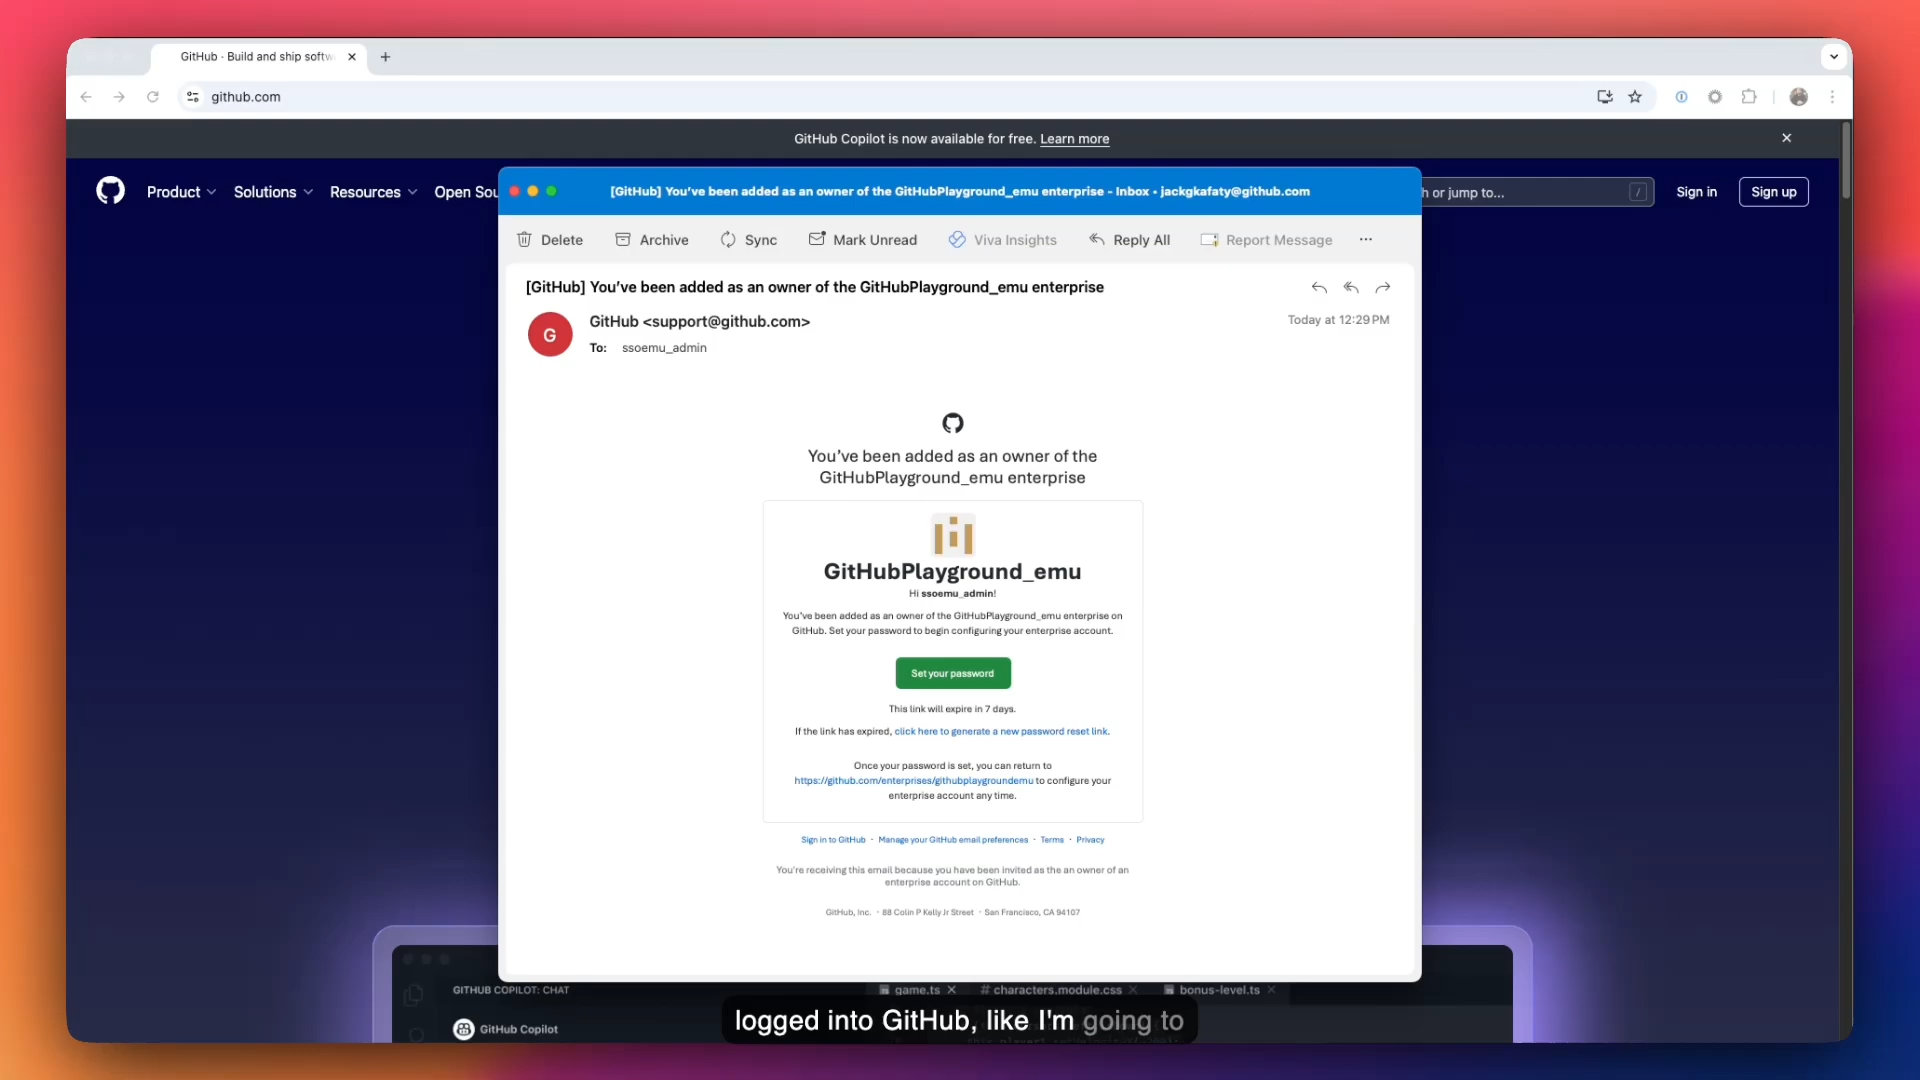 GitHub · Build and ship softw
github.com
GitHub Copilot is now available for free. Learn more
Product
Solutions
Resources
Open Sou
h or jump to...
/
Sign in
Sign up
[GitHub] You've been added as an owner of the GitHubPlayground_emu enterprise - Inbox • jackgkafaty@github.com
Delete
Archive
Sync
Mark Unread
Viva Insights
Reply All
Report Message
[GitHub] You've been added as an owner of the GitHubPlayground_emu enterprise
G
GitHub <support@github.com>
Today at 12:29 PM
To: ssoemu_admin
You've been added as an owner of the
GitHubPlayground_emu enterprise
GitHubPlayground_emu
Hi ssoemu_admin!
You've been added as an owner of the GitHubPlayground_emu enterprise on
GitHub. Set your password to begin configuring your enterprise account.
Set your password
This link will expire in 7 days.
If the link has expired, click here to generate a new password reset link.
Once your password is set, you can return to
https://github.com/enterprises/githubplaygroundemu to configure your
enterprise account any time.
Sign in to GitHub · Manage your GitHub email preferences · Terms · Privacy
You're receiving this email because you have been invited as the an owner of an
enterprise account on GitHub.
GitHub, Inc. · 88 Colin P Kelly Jr Street · San Francisco, CA 94107
GITHUB COPILOT: CHAT
game.ts
# characters.module.css
bonus-level.ts
GitHub Copilot
logged into GitHub, like I'm going to